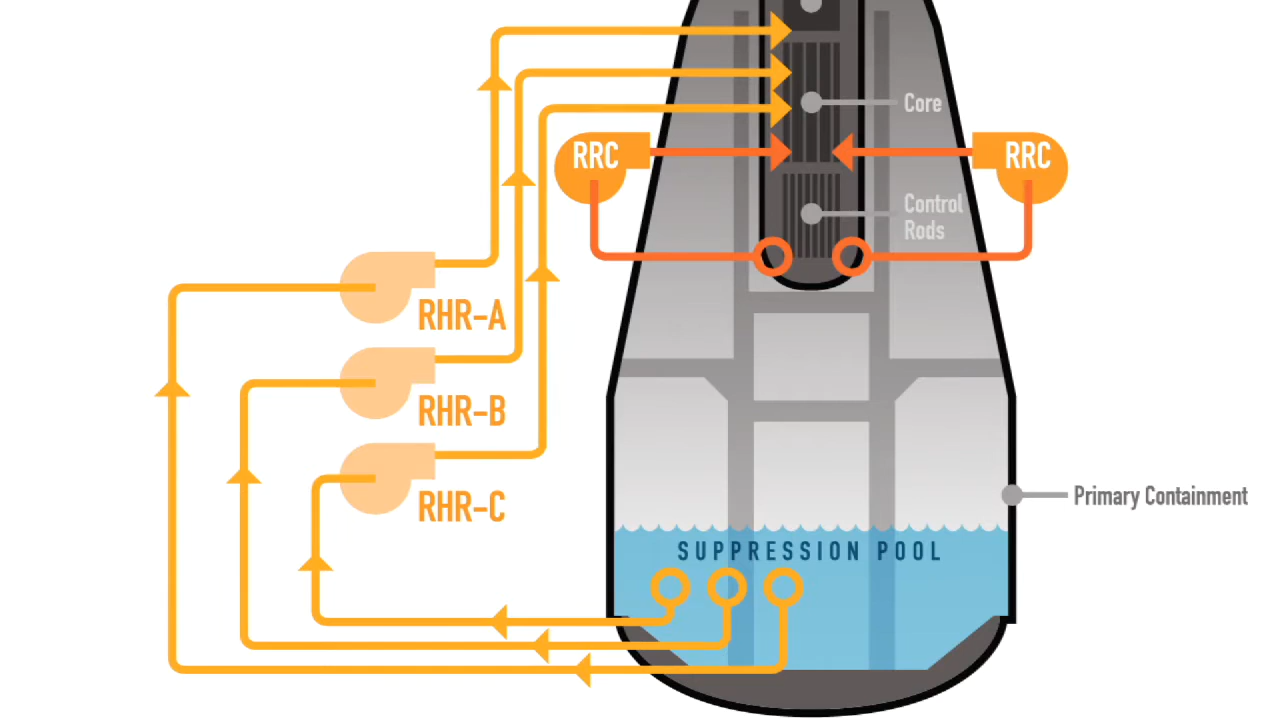 Core
RRC
RRC
Control
Rods
RHR-A
RHR-B
RHR-C
Primary Containment
SUPPRESSION POOL